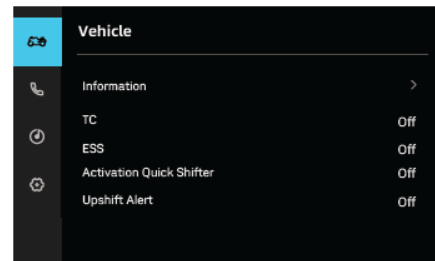 Vehicle
Information
TC Off
ESS Off
Activation Quick Shifter Off
Upshift Alert Off